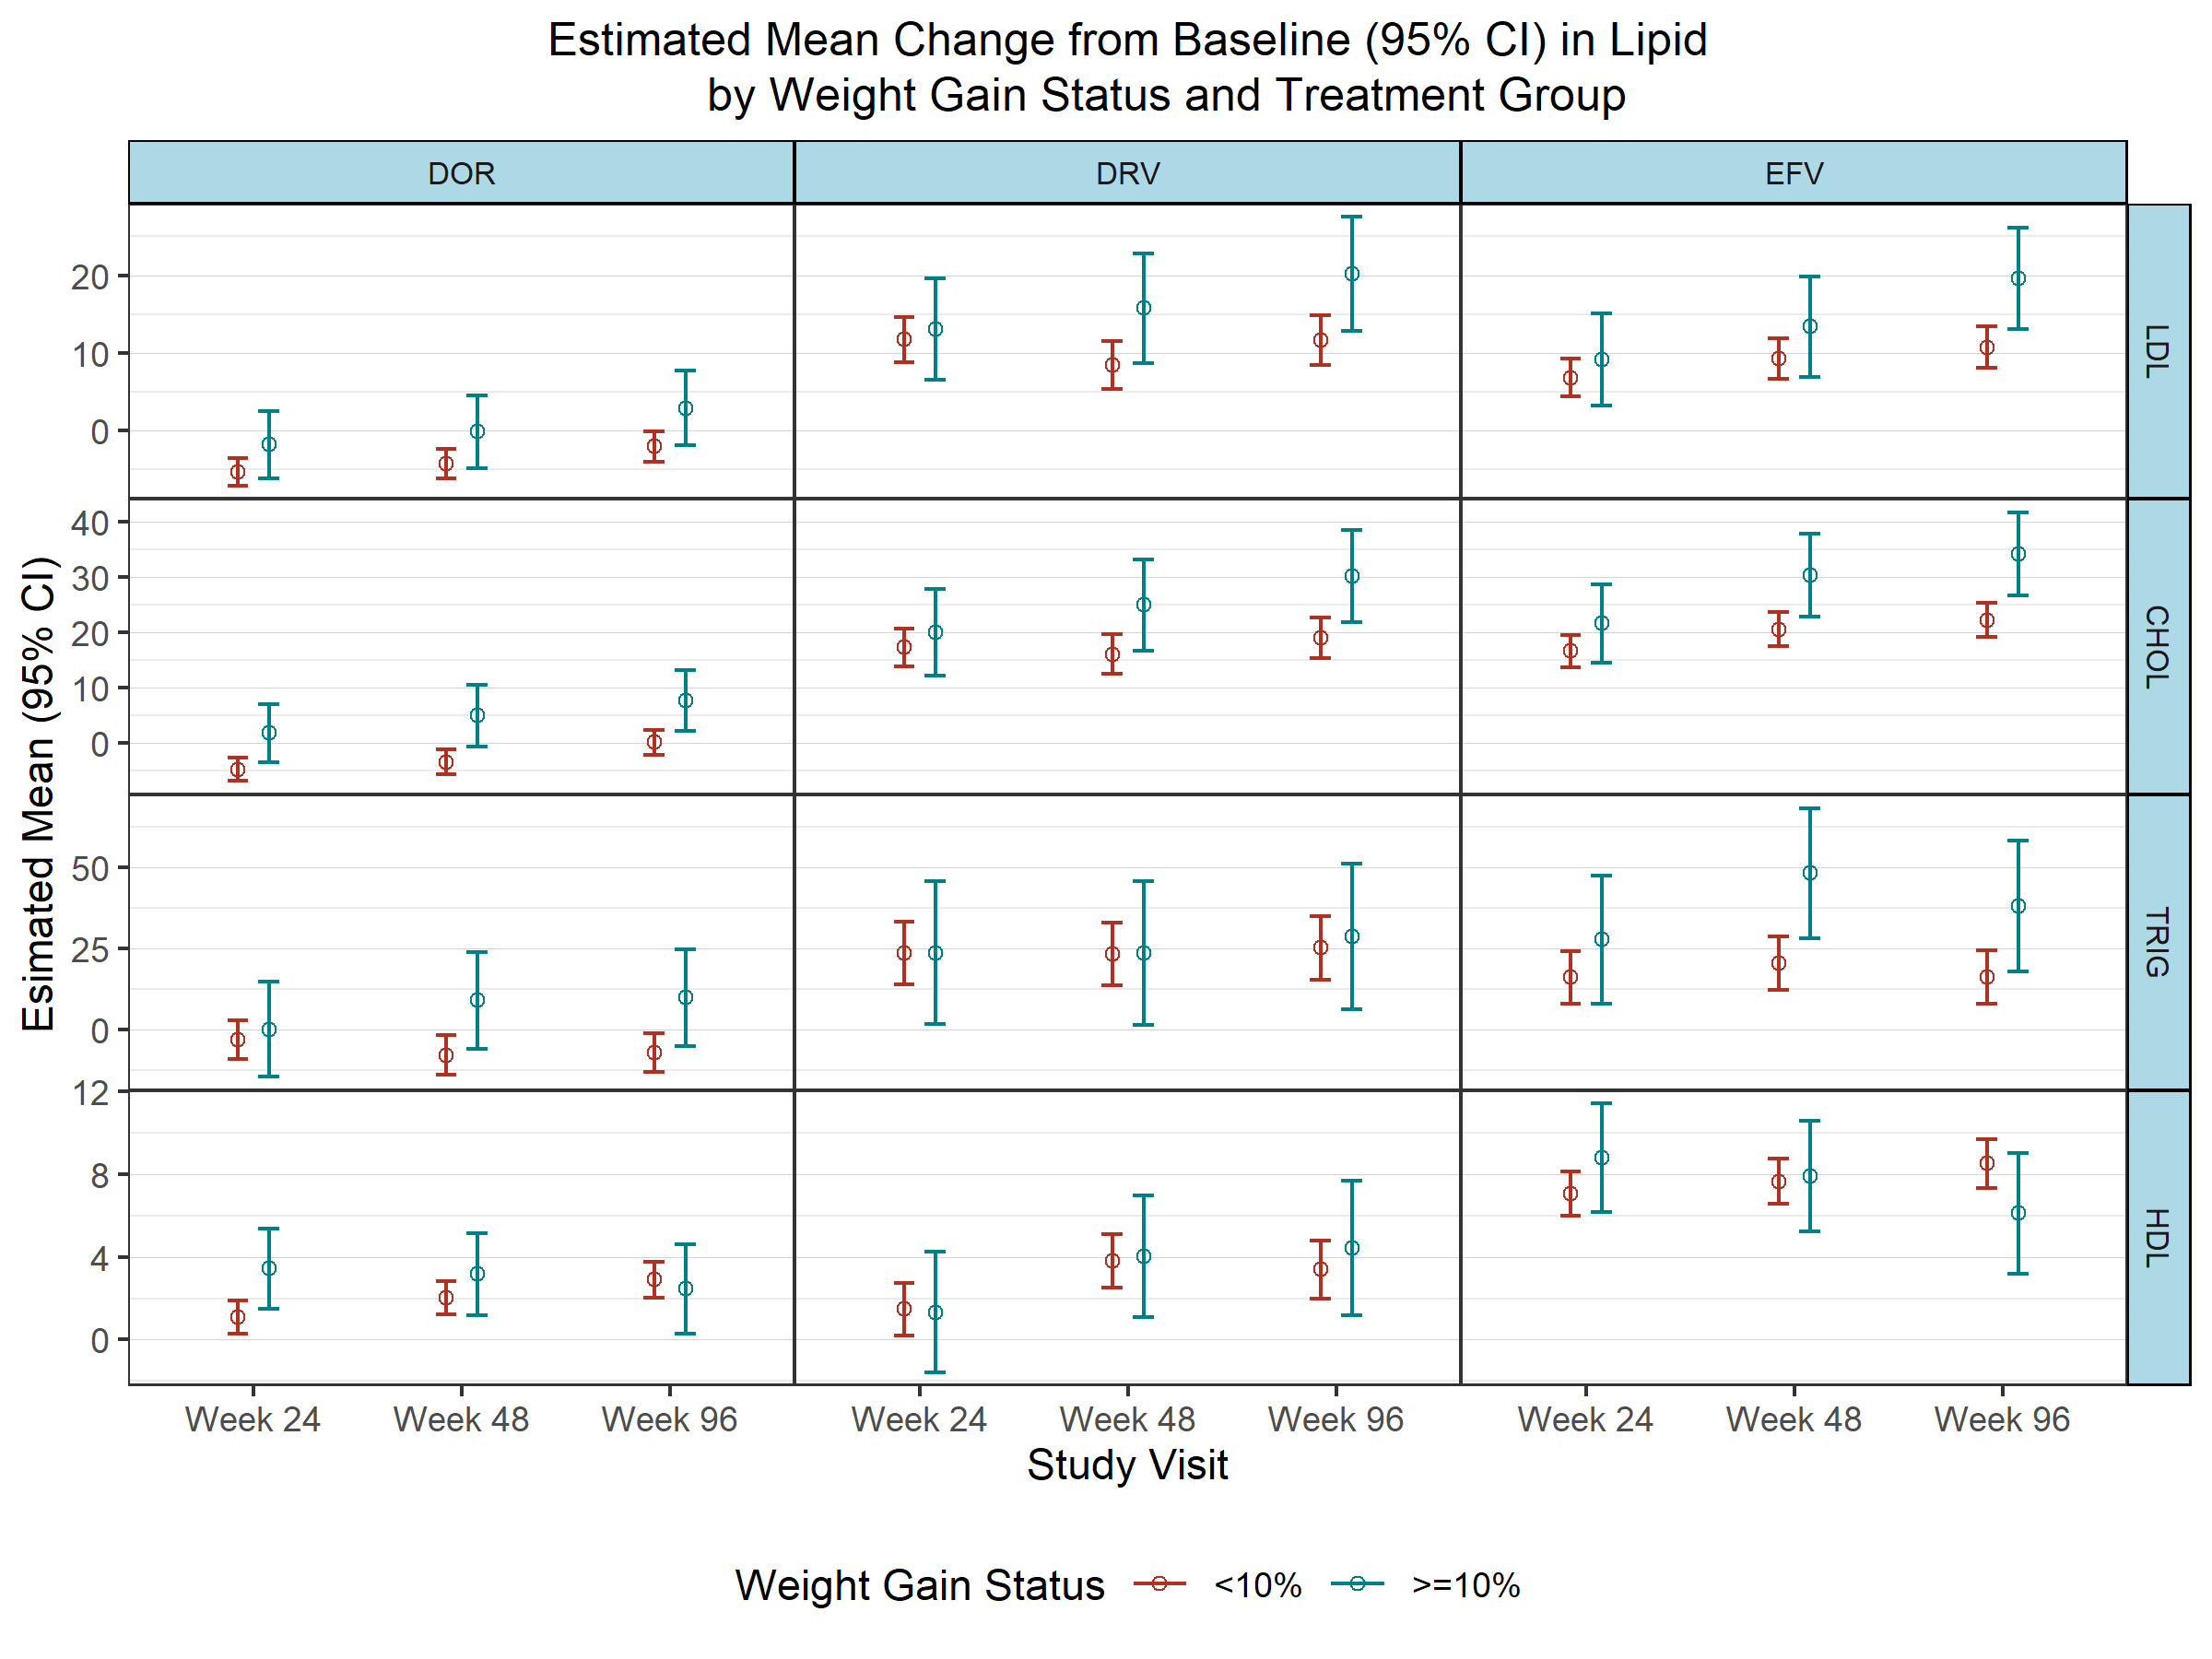 Estimated Mean Change from Baseline (95% CI) in Lipid
by Weight Gain Status and Treatment Group
DOR
DRV
EFV
20
10
0
LDL
40
30
20
10
0
CHOL
50
25
0
TRIG
12
8
4
0
HDL
Esimated Mean (95% CI)
Week 24
Week 48
Week 96
Week 24
Week 48
Week 96
Week 24
Week 48
Week 96
Study Visit
Weight Gain Status <10% >=10%